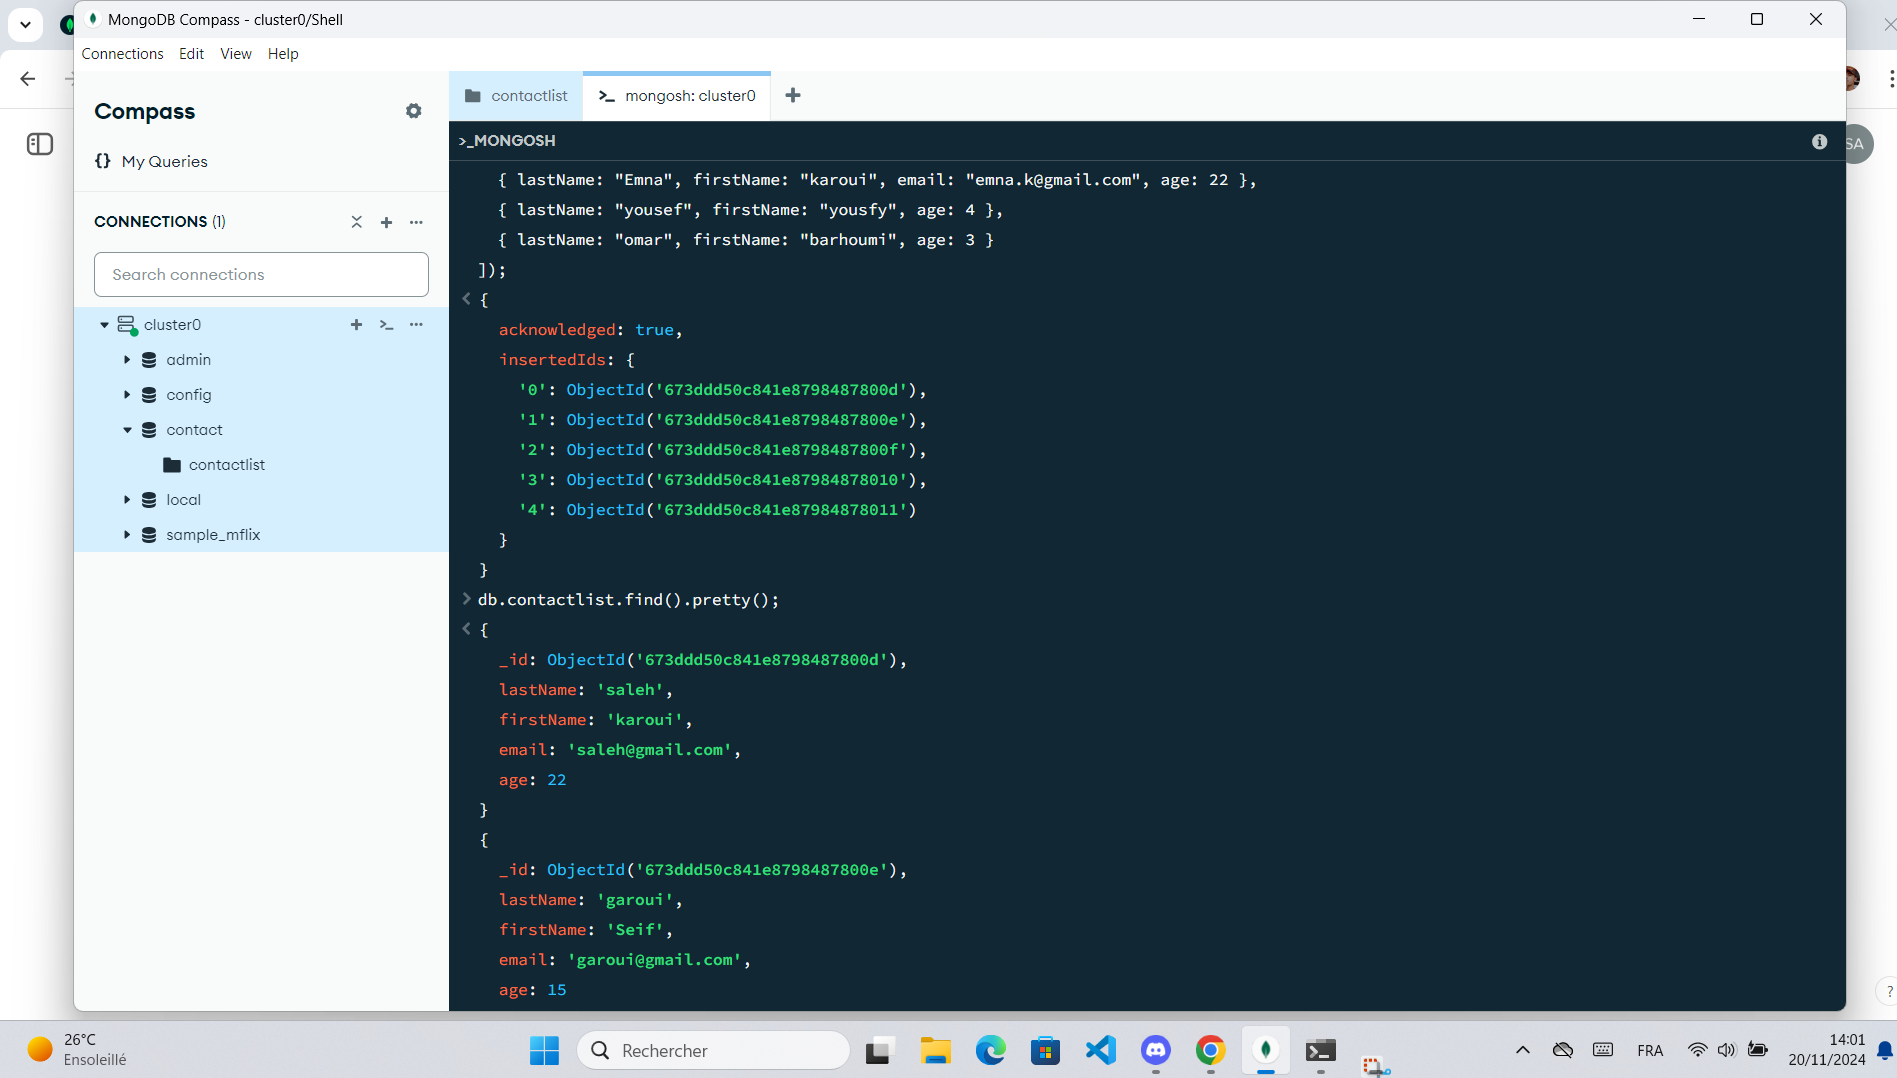 MongoDB Compass - cluster0/Shell
Connections Edit View Help
Compass
{} My Queries
CONNECTIONS (1)
Search connections
cluster0
admin
config
contact
contactlist
local
sample_mflix
contactlist
>_ mongosh: cluster0
>_MONGOSH
{ lastName: "Emna", firstName: "karoui", email: "emna.k@gmail.com", age: 22 },
{ lastName: "yousef", firstName: "yousfy", age: 4 },
{ lastName: "omar", firstName: "barhoumi", age: 3 }
]);
< {
acknowledged: true,
insertedIds: {
'0': ObjectId('673ddd50c841e8798487800d'),
'1': ObjectId('673ddd50c841e8798487800e'),
'2': ObjectId('673ddd50c841e8798487800f'),
'3': ObjectId('673ddd50c841e87984878010'),
'4': ObjectId('673ddd50c841e87984878011')
}
}
> db.contactlist.find().pretty();
< {
_id: ObjectId('673ddd50c841e8798487800d'),
lastName: 'saleh',
firstName: 'karoui',
email: 'saleh@gmail.com',
age: 22
}
{
_id: ObjectId('673ddd50c841e8798487800e'),
lastName: 'garoui',
firstName: 'Seif',
email: 'garoui@gmail.com',
age: 15
SA
?
26°C
Ensoleillé
Rechercher
FRA
14:01
20/11/2024